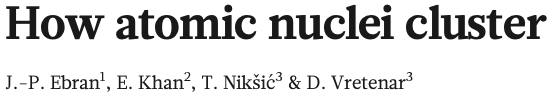 How atomic nuclei cluster
J.-P. Ebran¹, E. Khan², T. Nikšić³ & D. Vretenar³